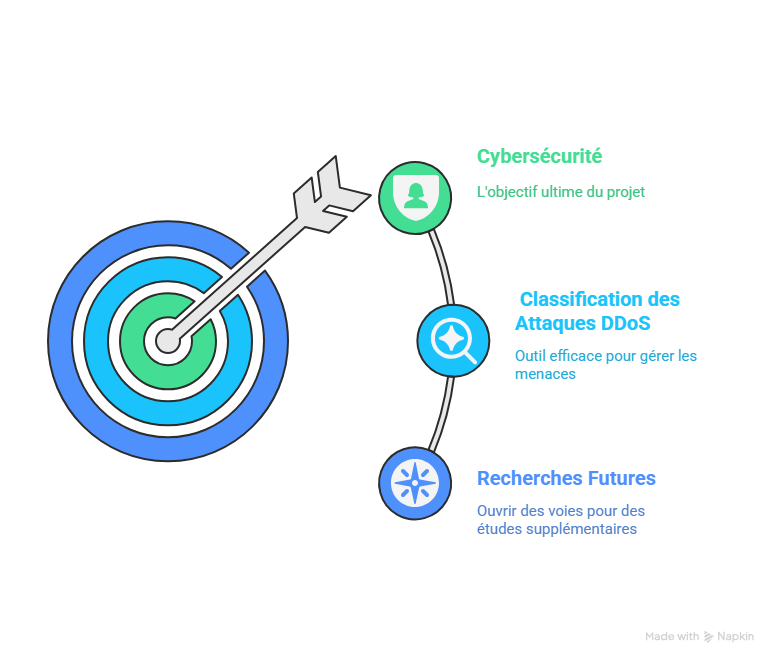 Cybersécurité
L'objectif ultime du projet
Classification des
Attaques DDoS
Outil efficace pour gérer les
menaces
Recherches Futures
Ouvrir des voies pour des
études supplémentaires
Made with Napkin